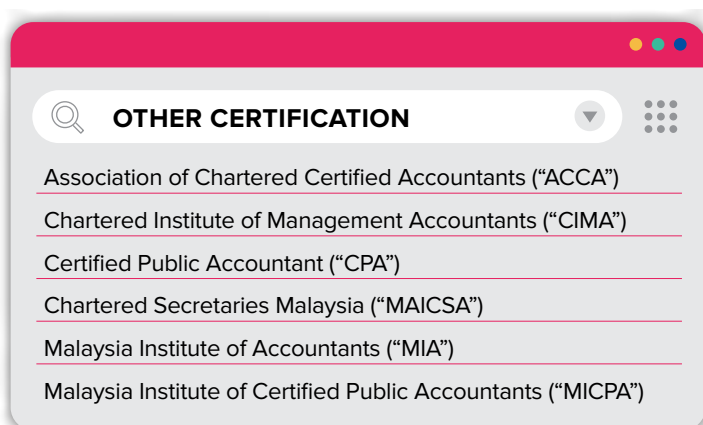 OTHER CERTIFICATION
Association of Chartered Certified Accountants (“ACCA”)
Chartered Institute of Management Accountants (“CIMA”)
Certified Public Accountant (“CPA”)
Chartered Secretaries Malaysia (“MAICSA”)
Malaysia Institute of Accountants (“MIA”)
Malaysia Institute of Certified Public Accountants (“MICPA”)